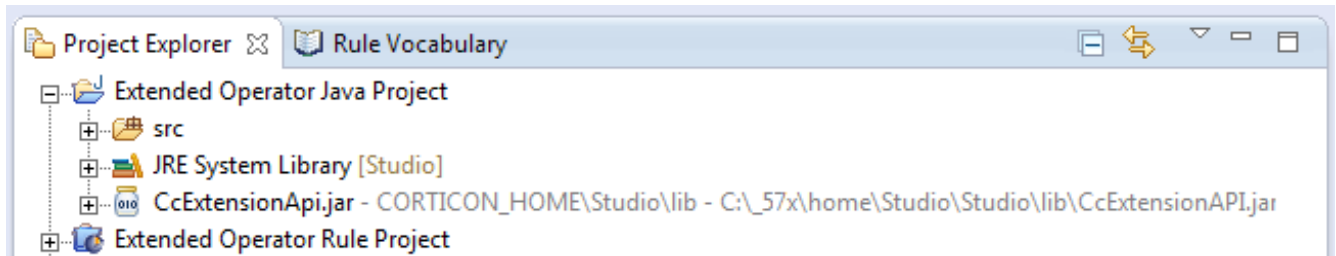 Project Explorer Rule Vocabulary
Extended Operator Java Project
src
JRE System Library [Studio]
CcExtensionApi.jar - CORTICON_HOME\Studio\lib - C:\_57x\home\Studio\Studio\lib\CcExtensionAPI.jar
Extended Operator Rule Project